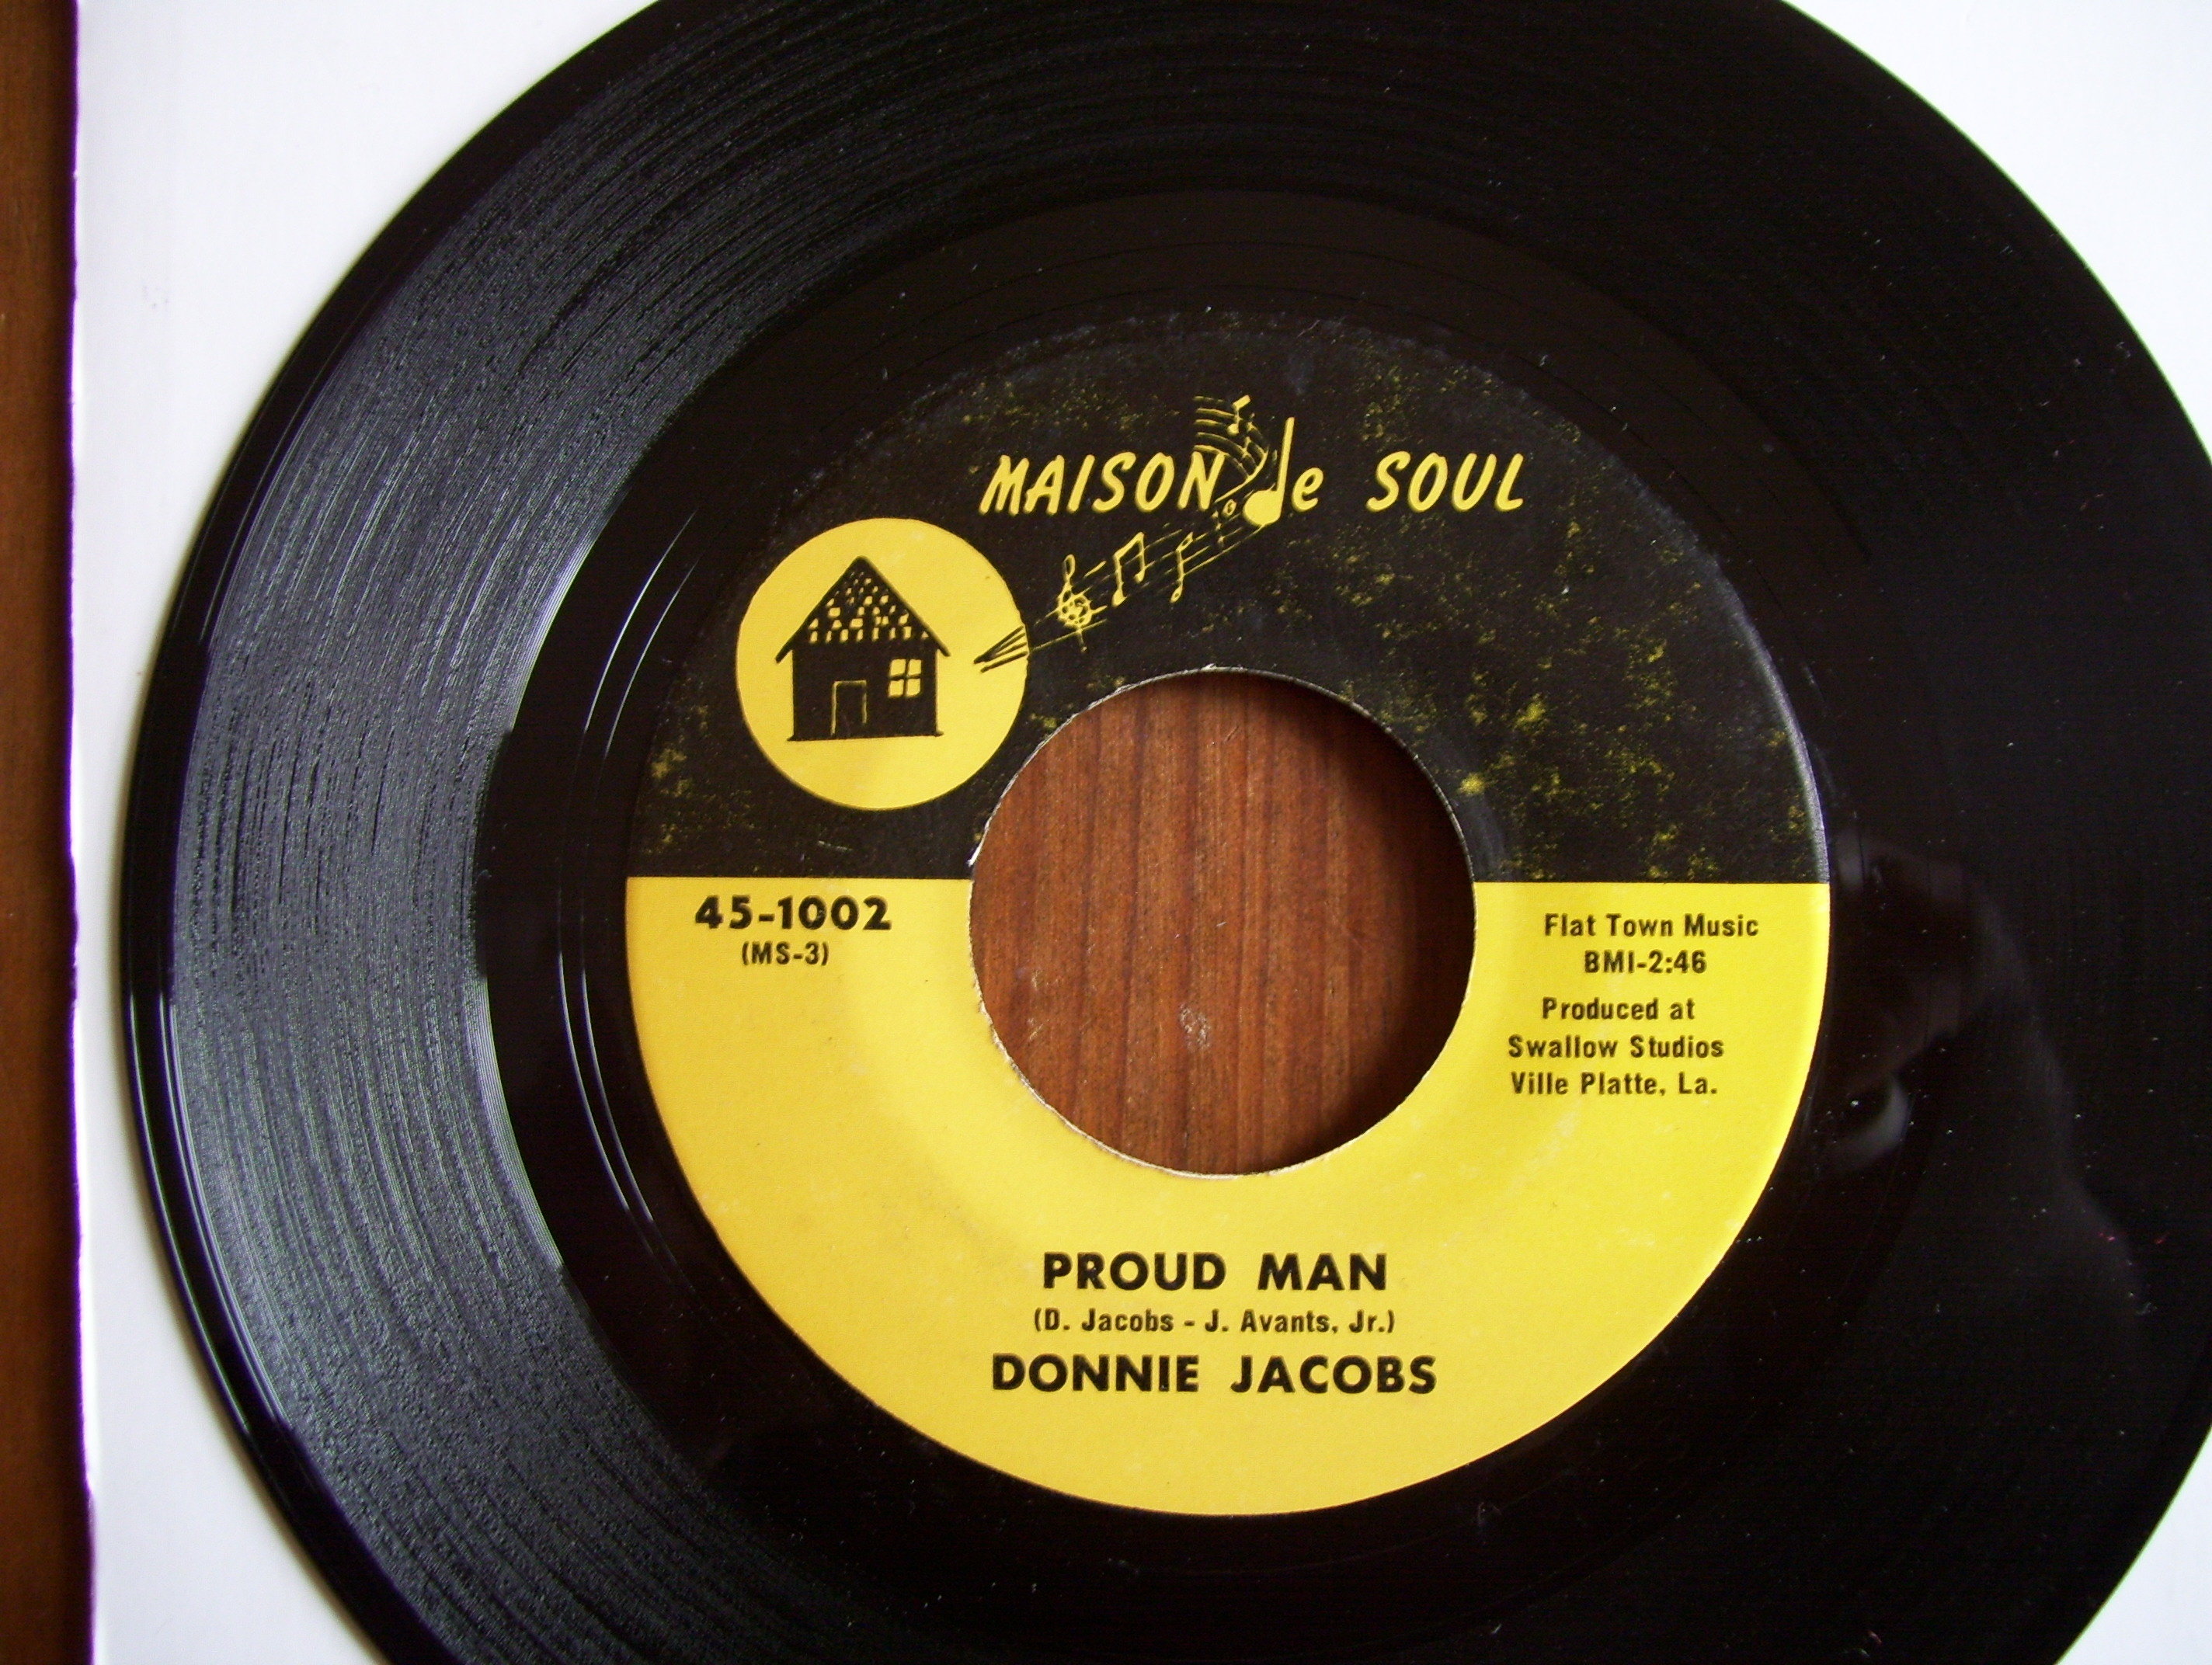 MAISON de SOUL
45-1002
(MS-3)
Flat Town Music
BMI-2:46
Produced at
Swallow Studios
Ville Platte, La.
PROUD MAN
(D. Jacobs - J. Avants, Jr.)
DONNIE JACOBS